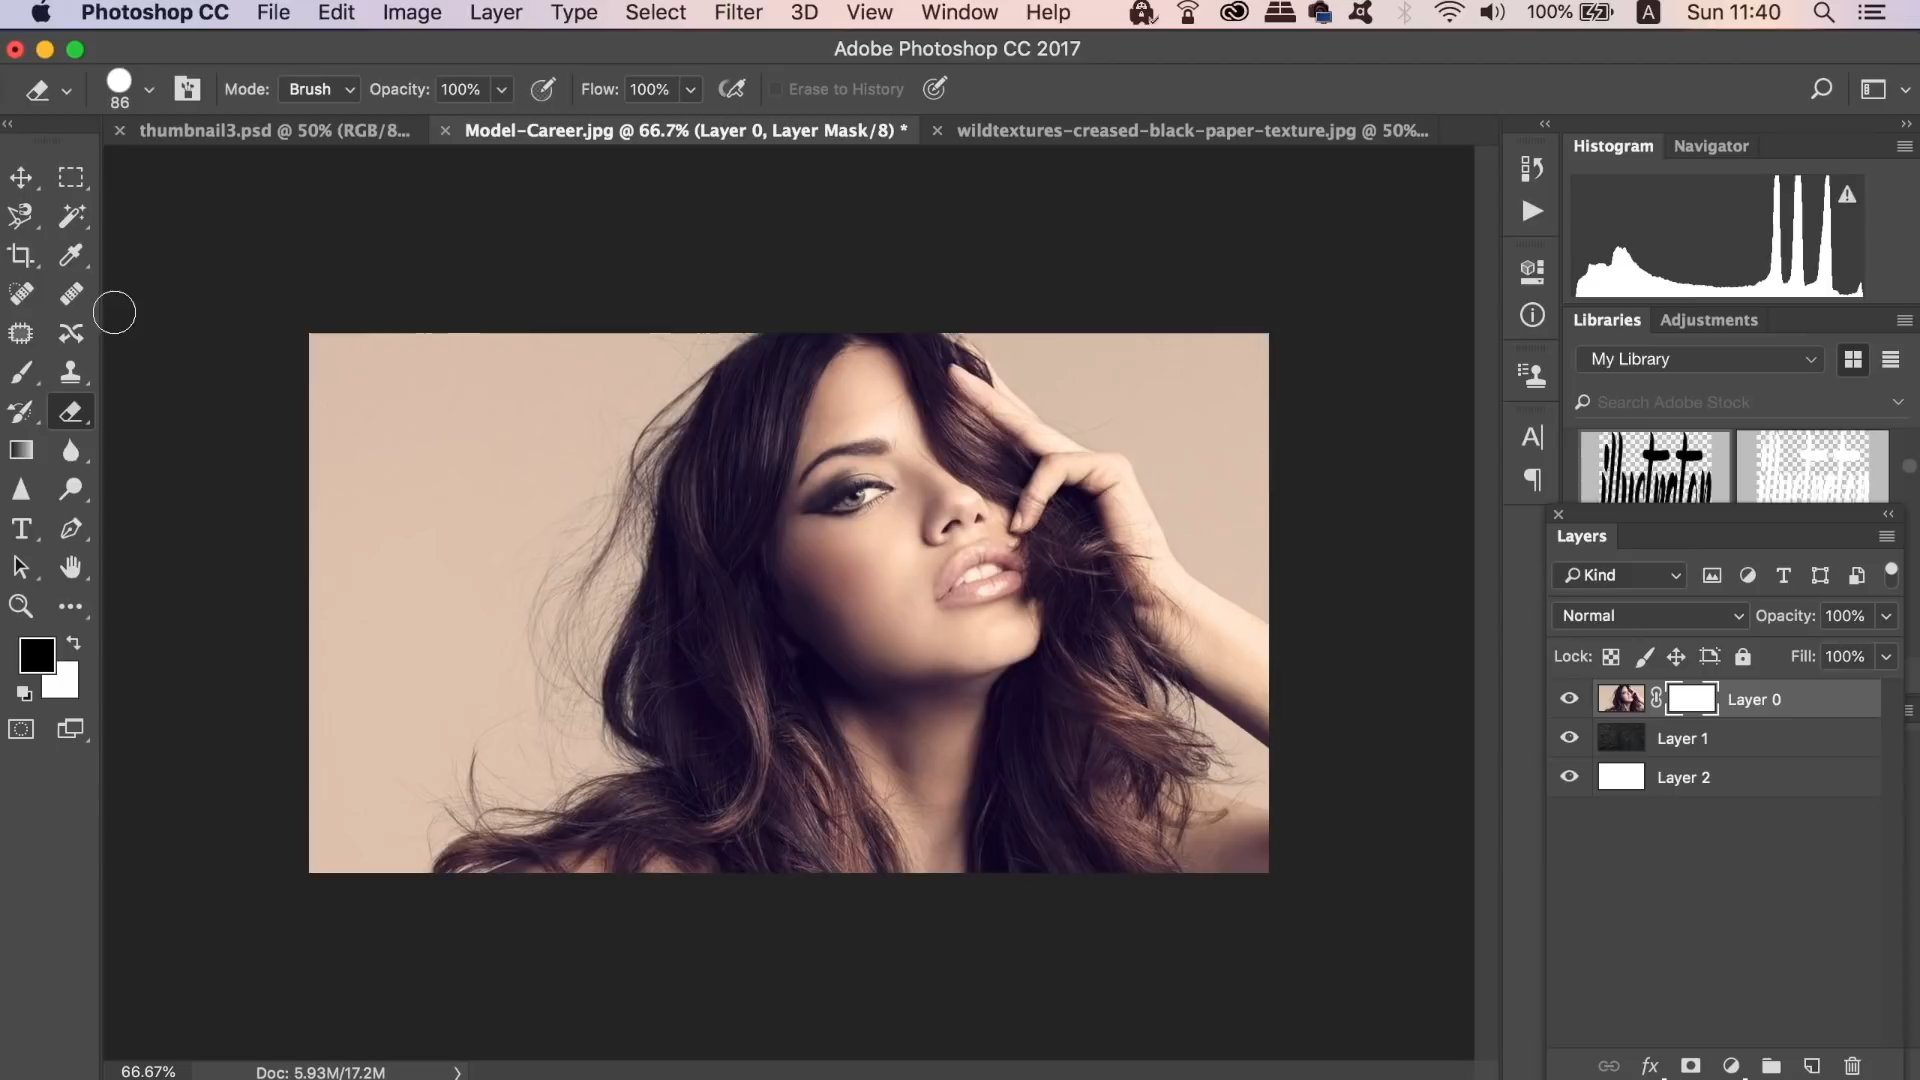 Photoshop CC File Edit Image Layer Type Select Filter 3D View Window Help 100% A Sun 11:40
Adobe Photoshop CC 2017
86 Mode: Brush Opacity: 100% Flow: 100% Erase to History
thumbnail3.psd @ 50% (RGB/8... Model-Career.jpg @ 66.7% (Layer 0, Layer Mask/8) * wildtextures-creased-black-paper-texture.jpg @ 50%...
Histogram Navigator
Libraries Adjustments
My Library
Search Adobe Stock
Layers
Kind
Normal Opacity: 100%
Lock: Fill: 100%
Layer 0
Layer 1
Layer 2
fx
66.67% Doc: 5.93M/17.2M